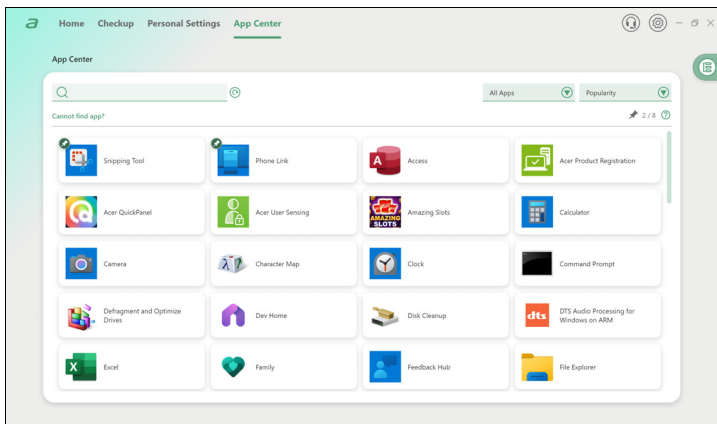 a Home Checkup Personal Settings App Center
App Center
All Apps Popularity
Cannot find app? 2 / 8
Snipping Tool Phone Link Access Acer Product Registration
Acer QuickPanel Acer User Sensing AMAZING SLOTS Amazing Slots Calculator
Camera Character Map Clock Command Prompt
Defragment and Optimize Drives Dev Home Disk Cleanup dts DTS Audio Processing for Windows on ARM
Excel Family Feedback Hub File Explorer